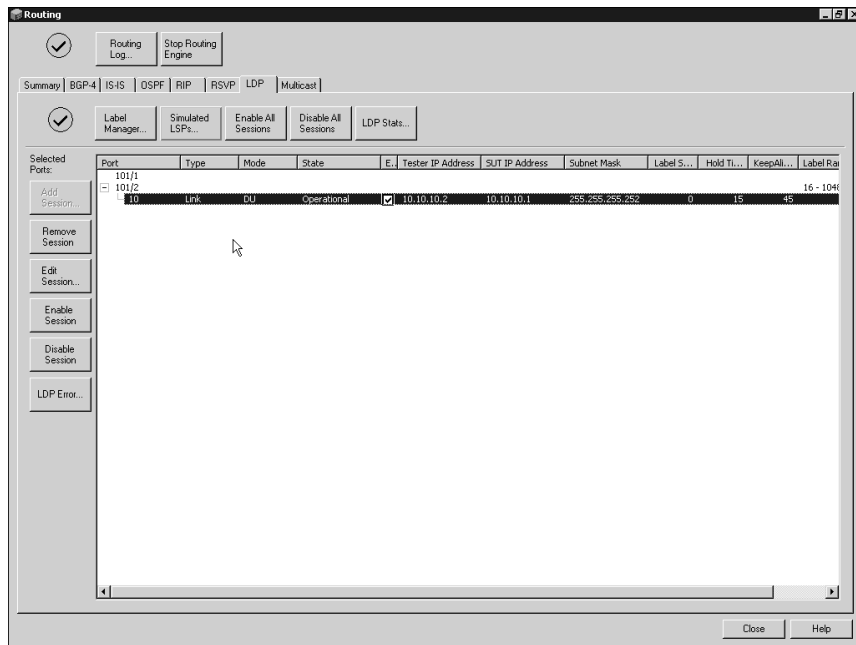 Routing
Routing Log...
Stop Routing Engine
Summary BGP-4 IS-IS OSPF RIP RSVP LDP Multicast
Label Manager...
Simulated LSPs...
Enable All Sessions
Disable All Sessions
LDP Stats...
Selected Ports:
Add Session...
Remove Session
Edit Session...
Enable Session
Disable Session
LDP Error...
Port Type Mode State E.. Tester IP Address SUT IP Address Subnet Mask Label S... Hold Ti... KeepAli... Label Ra
101/1
101/2 16 - 1048
10 Link DU Operational 10.10.10.2 10.10.10.1 255.255.255.252 0 15 45
Close Help